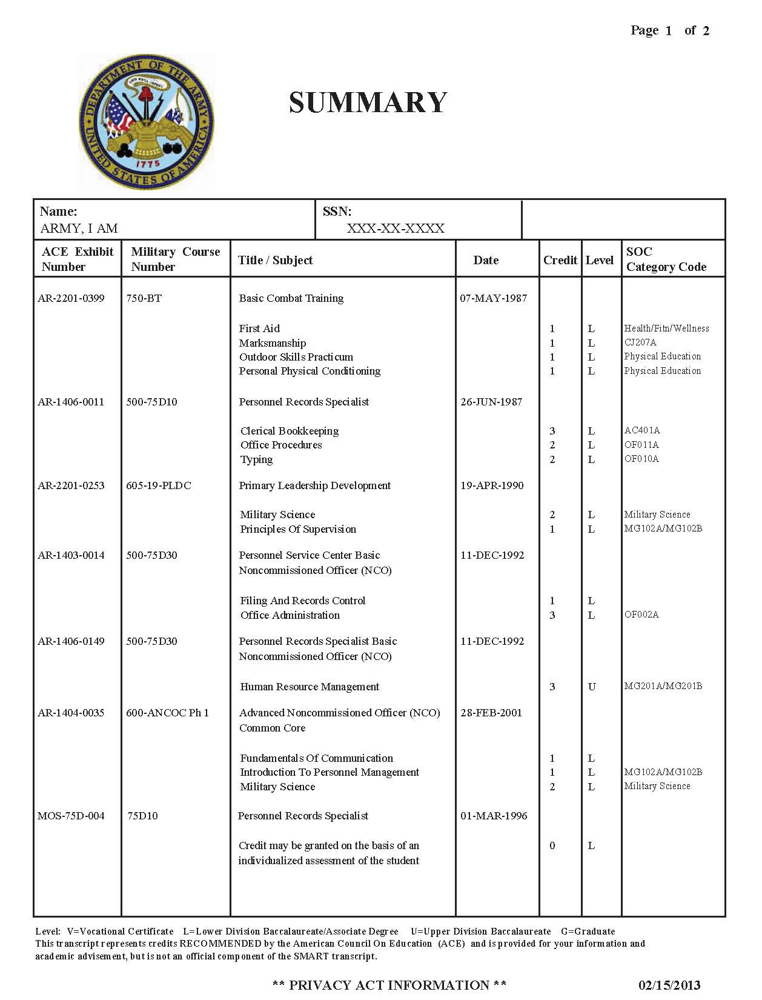 Page 1 of 2
DEPARTMENT OF THE ARMY
UNITED STATES OF AMERICA
THIS WE'LL DEFEND
1775
SUMMARY
Name: SSN:
ARMY, I AM XXX-XX-XXXX
ACE Exhibit Number Military Course Number Title / Subject Date Credit Level SOC Category Code
AR-2201-0399 750-BT Basic Combat Training 07-MAY-1987
First Aid 1 L Health/Fitn/Wellness
Marksmanship 1 L CJ207A
Outdoor Skills Practicum 1 L Physical Education
Personal Physical Conditioning 1 L Physical Education
AR-1406-0011 500-75D10 Personnel Records Specialist 26-JUN-1987
Clerical Bookkeeping 3 L AC401A
Office Procedures 2 L OF011A
Typing 2 L OF010A
AR-2201-0253 605-19-PLDC Primary Leadership Development 19-APR-1990
Military Science 2 L Military Science
Principles Of Supervision 1 L MG102A/MG102B
AR-1403-0014 500-75D30 Personnel Service Center Basic 11-DEC-1992
Noncommissioned Officer (NCO)
Filing And Records Control 1 L
Office Administration 3 L OF002A
AR-1406-0149 500-75D30 Personnel Records Specialist Basic 11-DEC-1992
Noncommissioned Officer (NCO)
Human Resource Management 3 U MG201A/MG201B
AR-1404-0035 600-ANCOC Ph 1 Advanced Noncommissioned Officer (NCO) 28-FEB-2001
Common Core
Fundamentals Of Communication 1 L
Introduction To Personnel Management 1 L MG102A/MG102B
Military Science 2 L Military Science
MOS-75D-004 75D10 Personnel Records Specialist 01-MAR-1996
Credit may be granted on the basis of an 0 L
individualized assessment of the student
Level: V=Vocational Certificate L=Lower Division Baccalaureate/Associate Degree U=Upper Division Baccalaureate G=Graduate
This transcript represents credits RECOMMENDED by the American Council On Education (ACE) and is provided for your information and
academic advisement, but is not an official component of the SMART transcript.
** PRIVACY ACT INFORMATION ** 02/15/2013